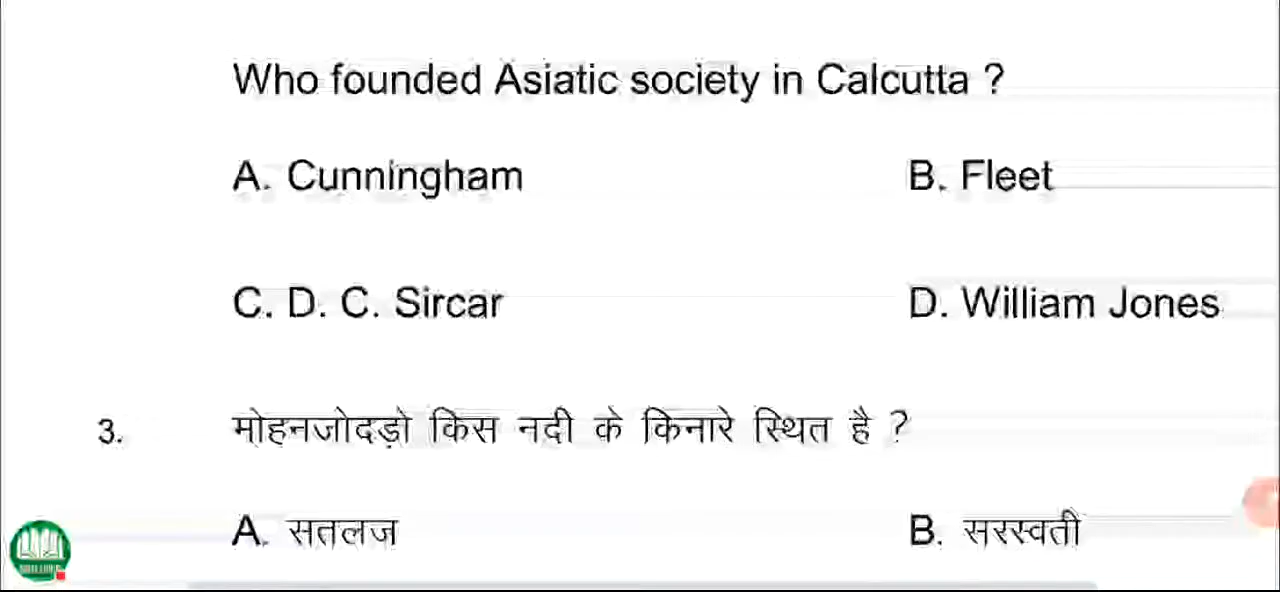 Who founded Asiatic society in Calcutta ?
A. Cunningham B. Fleet
C. D. C. Sircar D. William Jones
3. मोहनजोदड़ो किस नदी के किनारे स्थित है ?
A. सतलज B. सरस्वती